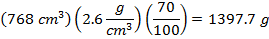 (768 cm³)(2.6 g/cm³)(70/100) = 1397.7 g